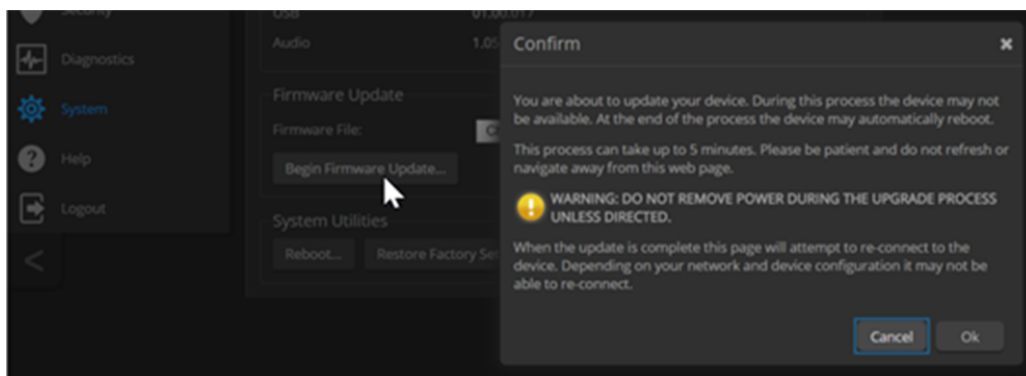 Security
Diagnostics
System
Help
Logout
<
USB 01.00.017
Audio 1.05
Firmware Update
Firmware File:
Begin Firmware Update...
System Utilities
Reboot... Restore Factory Set
Confirm
You are about to update your device. During this process the device may not
be available. At the end of the process the device may automatically reboot.
This process can take up to 5 minutes. Please be patient and do not refresh or
navigate away from this web page.
WARNING: DO NOT REMOVE POWER DURING THE UPGRADE PROCESS
UNLESS DIRECTED.
When the update is complete this page will attempt to re-connect to the
device. Depending on your network and device configuration it may not be
able to re-connect.
Cancel Ok